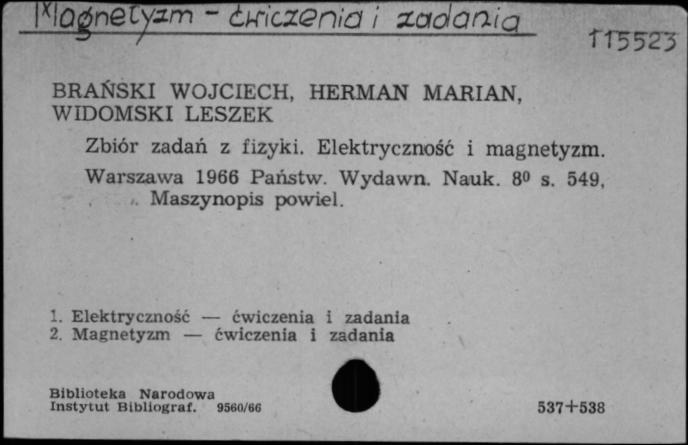 Magnetyzm - ćwiczenia i zadania
115523
BRAŃSKI WOJCIECH, HERMAN MARIAN,
WIDOMSKI LESZEK
Zbiór zadań z fizyki. Elektryczność i magnetyzm.
Warszawa 1966 Państw. Wydawn. Nauk. 8⁰ s. 549,
Maszynopis powiel.
1. Elektryczność — ćwiczenia i zadania
2. Magnetyzm — ćwiczenia i zadania
Biblioteka Narodowa
Instytut Bibliograf. 9560/66
537+538